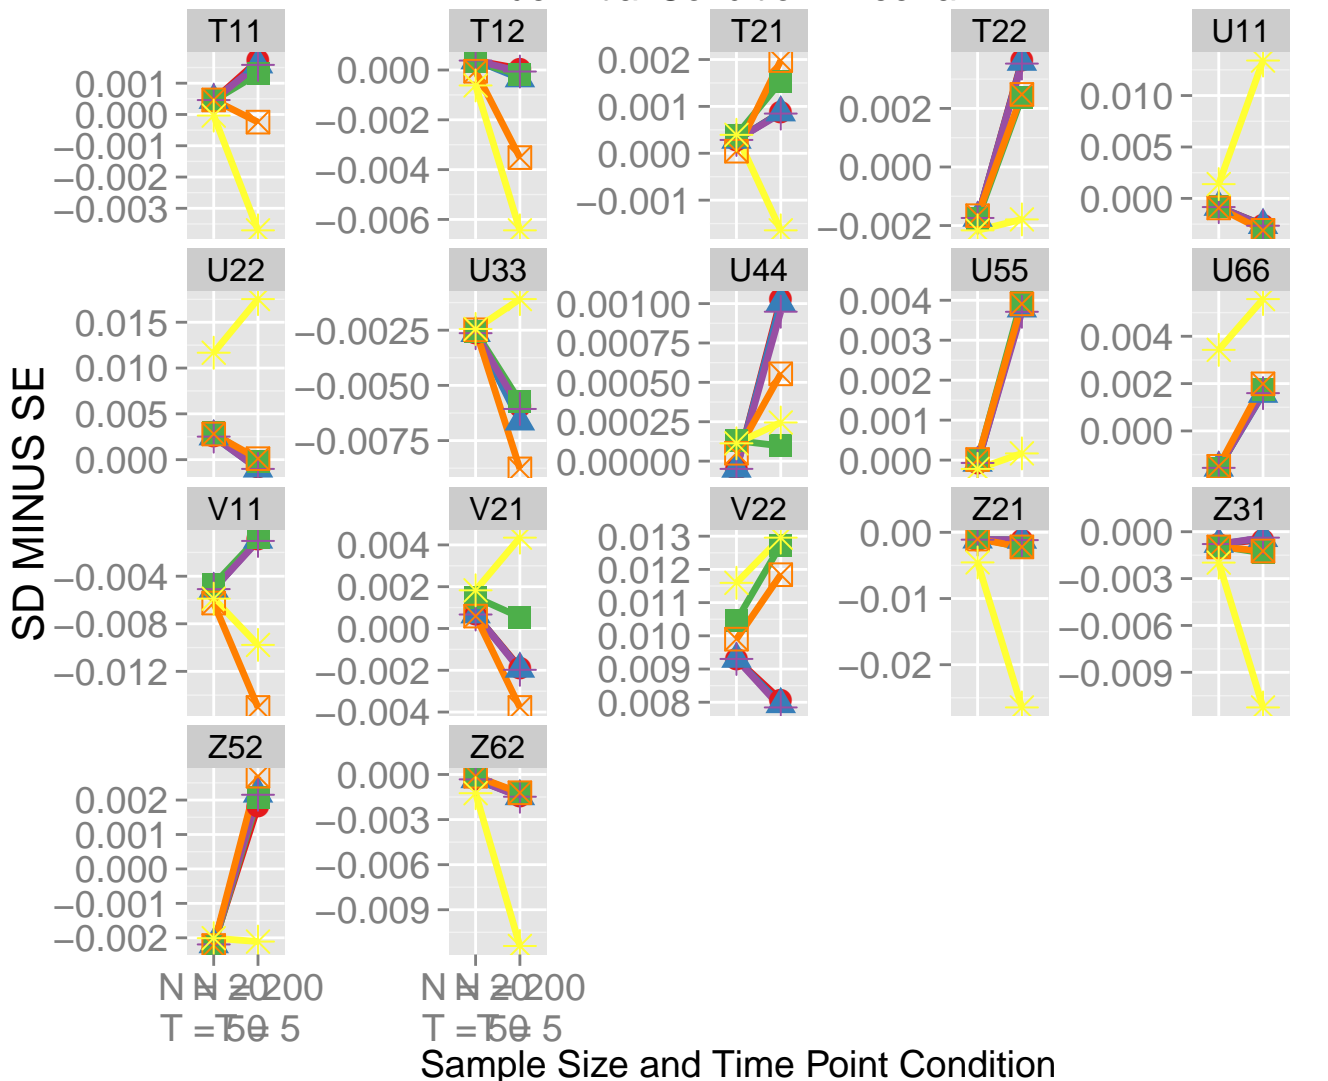 T11 T12 T21 T22 U11
0.001 0.000 −0.001 −0.002 −0.003
0.000 −0.002 −0.004 −0.006
0.002 0.001 0.000 −0.001
0.002 0.000 −0.002
0.010 0.005 0.000
U22 U33 U44 U55 U66
0.015 0.010 0.005 0.000
−0.0025 −0.0050 −0.0075
0.00100 0.00075 0.00050 0.00025 0.00000
0.004 0.003 0.002 0.001 0.000
0.004 0.002 0.000
SD MINUS SE
V11 V21 V22 Z21 Z31
−0.004 −0.008 −0.012
0.004 0.002 0.000 −0.002 −0.004
0.013 0.012 0.011 0.010 0.009 0.008
0.00 −0.01 −0.02
0.000 −0.003 −0.006 −0.009
Z52 Z62
0.002 0.001 0.000 −0.001 −0.002
0.000 −0.003 −0.006 −0.009
N = 20 N = 200 N = 20 N = 200
T = 50 T = 5 T = 50 T = 5
Sample Size and Time Point Condition